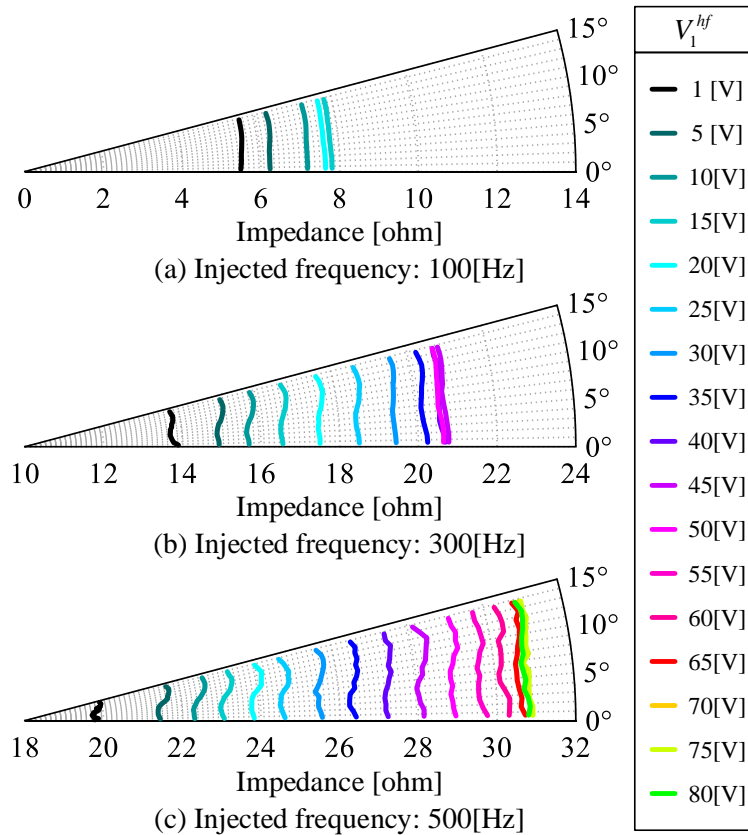 15°
10°
5°
0°
0 2 4 6 8 10 12 14
Impedance [ohm]
(a) Injected frequency: 100[Hz]
15°
10°
5°
0°
10 12 14 16 18 20 22 24
Impedance [ohm]
(b) Injected frequency: 300[Hz]
15°
10°
5°
0°
18 20 22 24 26 28 30 32
Impedance [ohm]
(c) Injected frequency: 500[Hz]
V₁ʰᶠ
1 [V]
5 [V]
10[V]
15[V]
20[V]
25[V]
30[V]
35[V]
40[V]
45[V]
50[V]
55[V]
60[V]
65[V]
70[V]
75[V]
80[V]